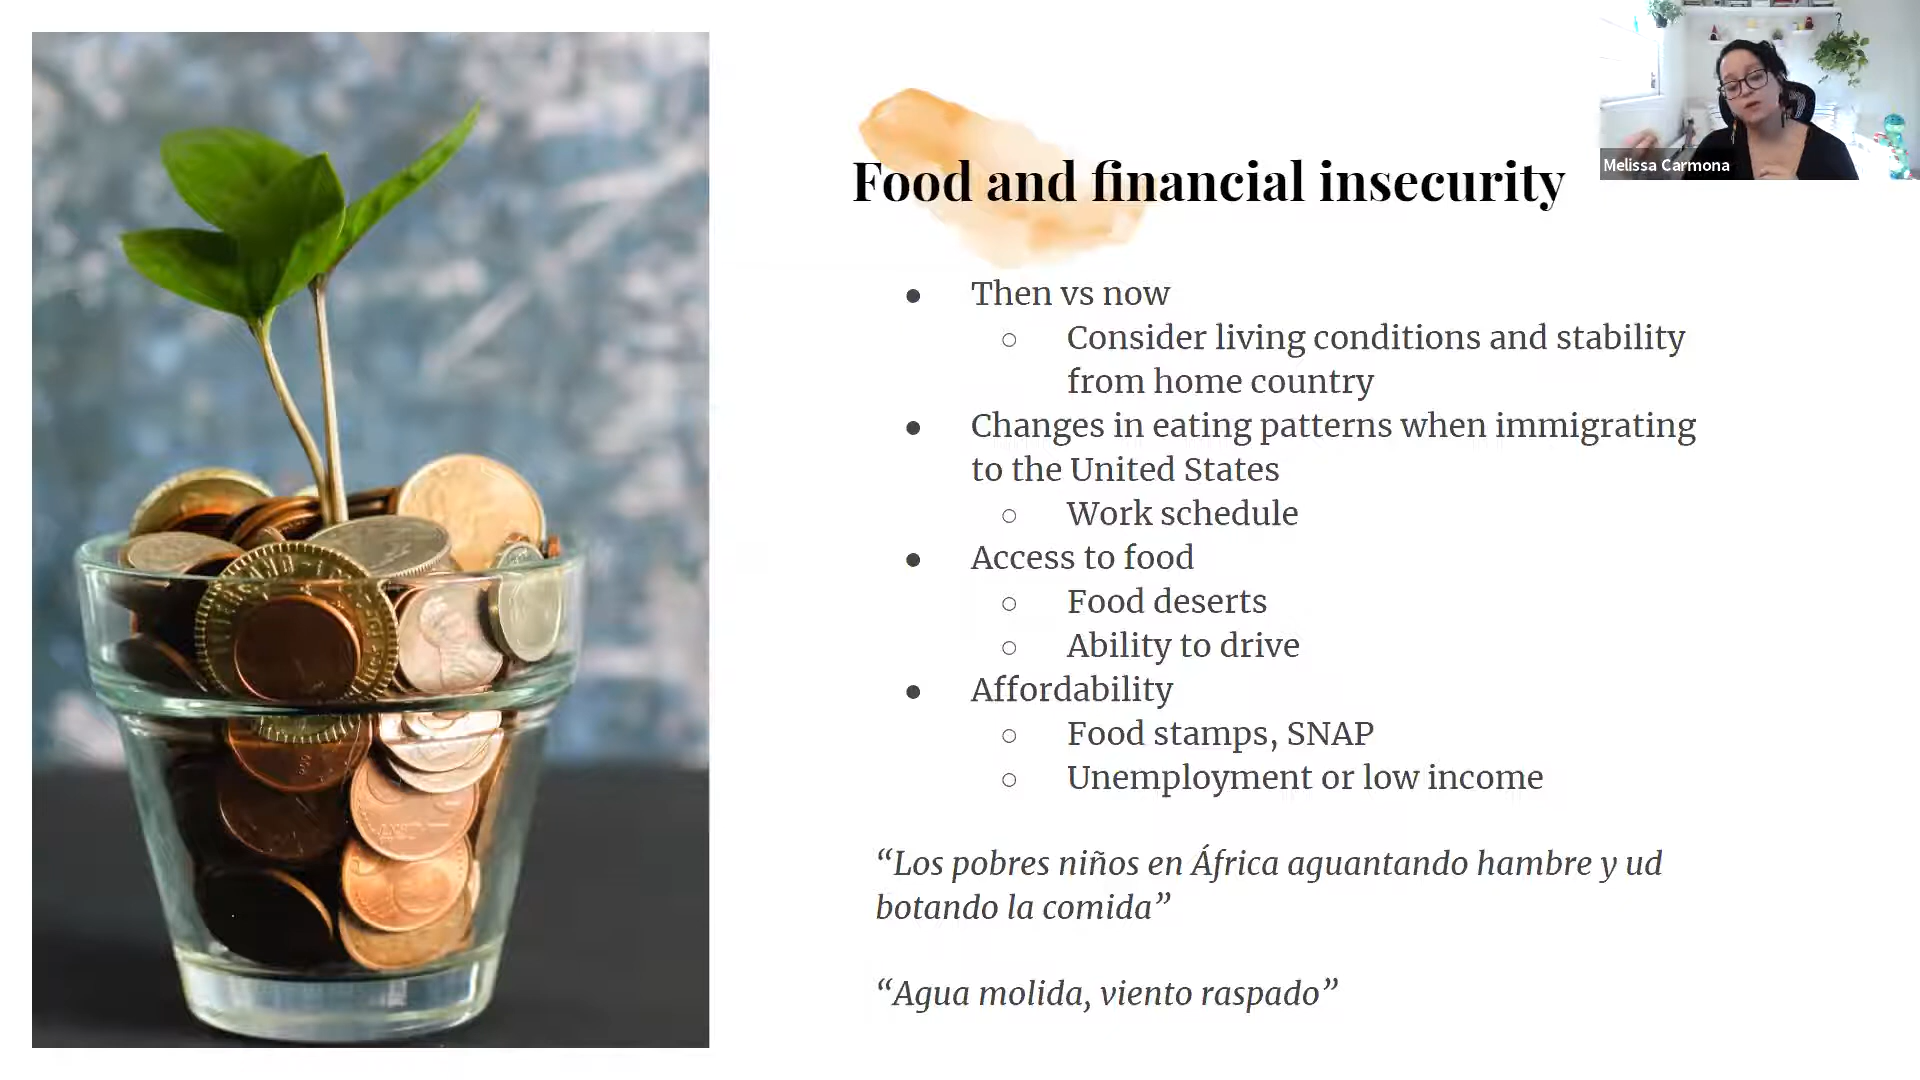 Food and financial insecurity
Melissa Carmona
● Then vs now
○ Consider living conditions and stability
from home country
● Changes in eating patterns when immigrating
to the United States
○ Work schedule
● Access to food
○ Food deserts
○ Ability to drive
● Affordability
○ Food stamps, SNAP
○ Unemployment or low income
“Los pobres niños en África aguantando hambre y ud
botando la comida”
“Agua molida, viento raspado”